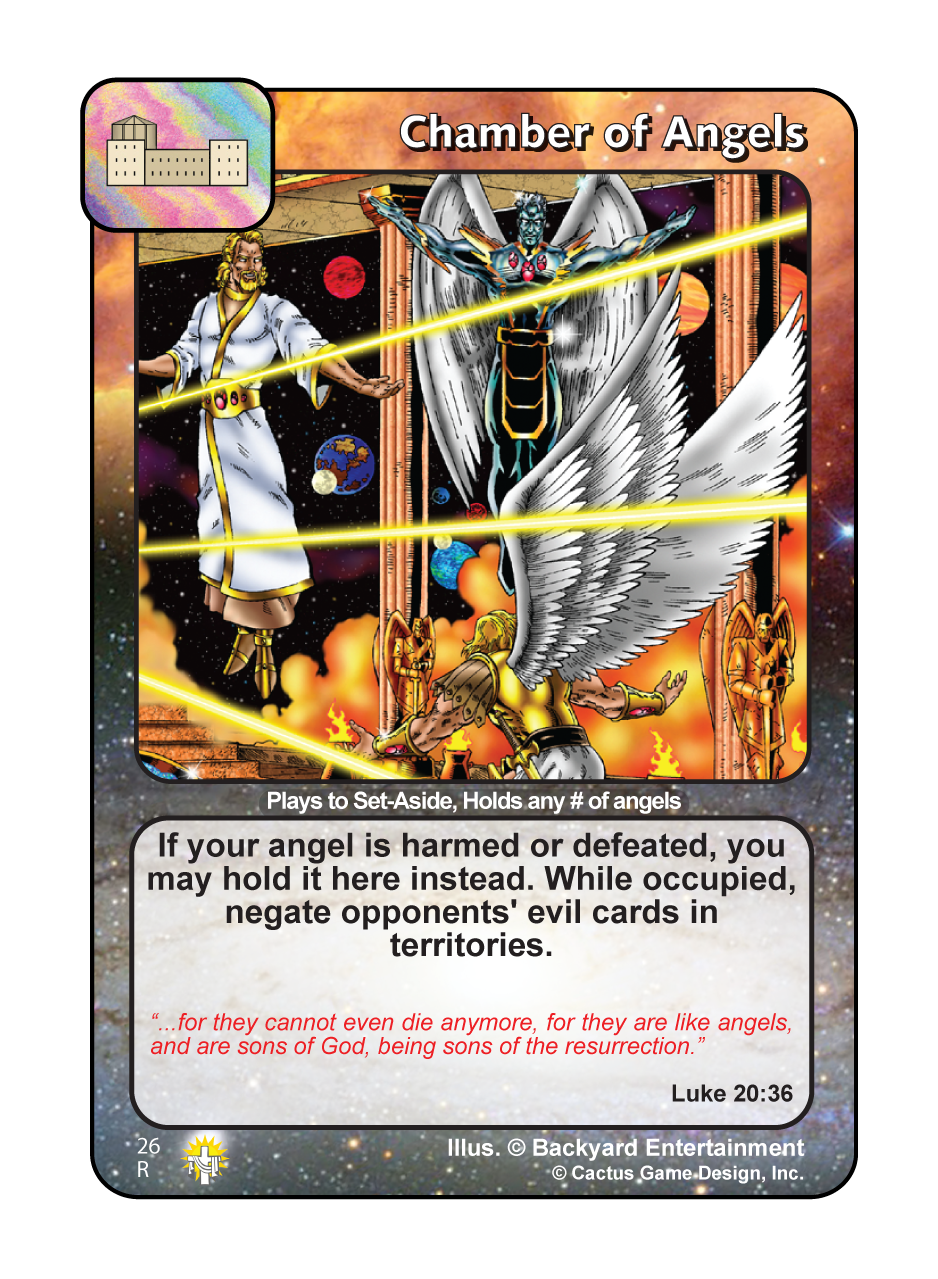 Chamber of Angels
Plays to Set-Aside, Holds any # of angels
If your angel is harmed or defeated, you
may hold it here instead. While occupied,
negate opponents' evil cards in
territories.
“...for they cannot even die anymore, for they are like angels,
and are sons of God, being sons of the resurrection.”
Luke 20:36
26
R
Illus. © Backyard Entertainment
© Cactus Game Design, Inc.